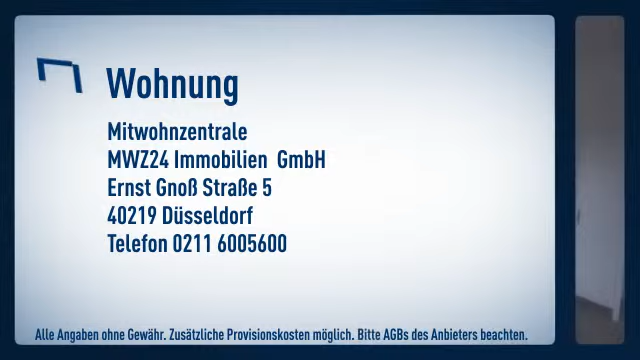 Wohnung
Mitwohnzentrale
MWZ24 Immobilien GmbH
Ernst Gnoß Straße 5
40219 Düsseldorf
Telefon 0211 6005600
Alle Angaben ohne Gewähr. Zusätzliche Provisionskosten möglich. Bitte AGBs des Anbieters beachten.